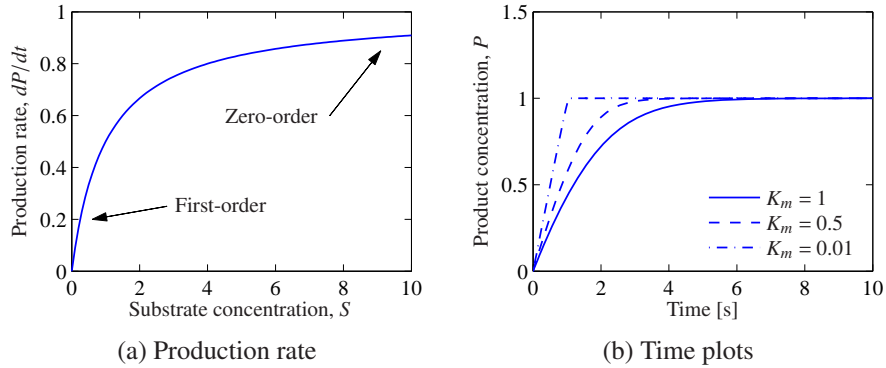 Production rate, dP/dt
1
0.8
0.6
0.4
0.2
0
Zero-order
First-order
0
2
4
6
8
10
Substrate concentration, S
(a) Production rate
Product concentration, P
1.5
1
0.5
0
K_m = 1
K_m = 0.5
K_m = 0.01
0
2
4
6
8
10
Time [s]
(b) Time plots